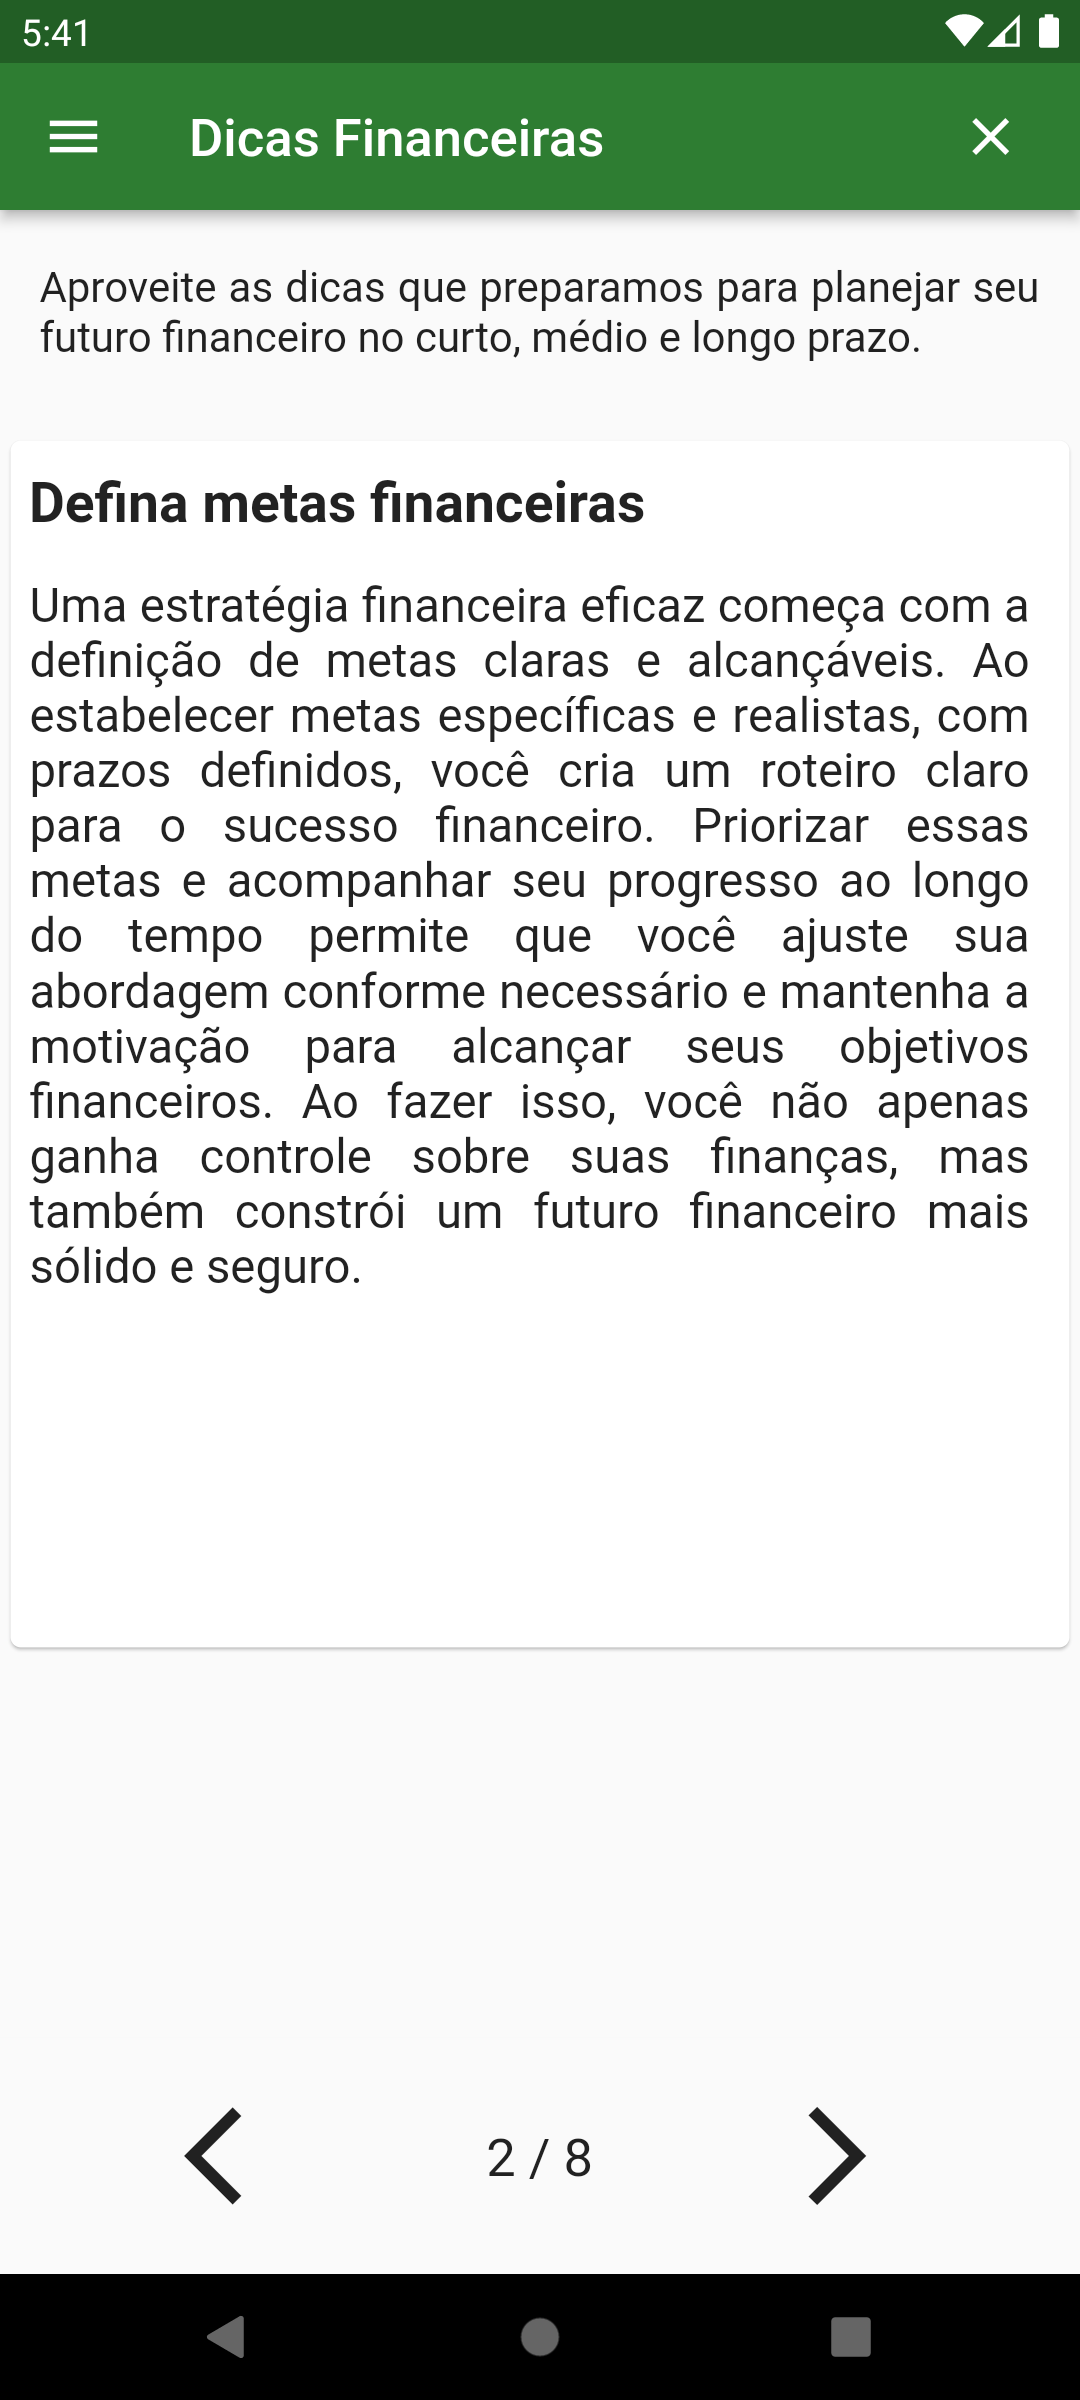 5:41
Dicas Financeiras
Aproveite as dicas que preparamos para planejar seu
futuro financeiro no curto, médio e longo prazo.
Defina metas financeiras
Uma estratégia financeira eficaz começa com a
definição de metas claras e alcançáveis. Ao
estabelecer metas específicas e realistas, com
prazos definidos, você cria um roteiro claro
para o sucesso financeiro. Priorizar essas
metas e acompanhar seu progresso ao longo
do tempo permite que você ajuste sua
abordagem conforme necessário e mantenha a
motivação para alcançar seus objetivos
financeiros. Ao fazer isso, você não apenas
ganha controle sobre suas finanças, mas
também constrói um futuro financeiro mais
sólido e seguro.
2 / 8